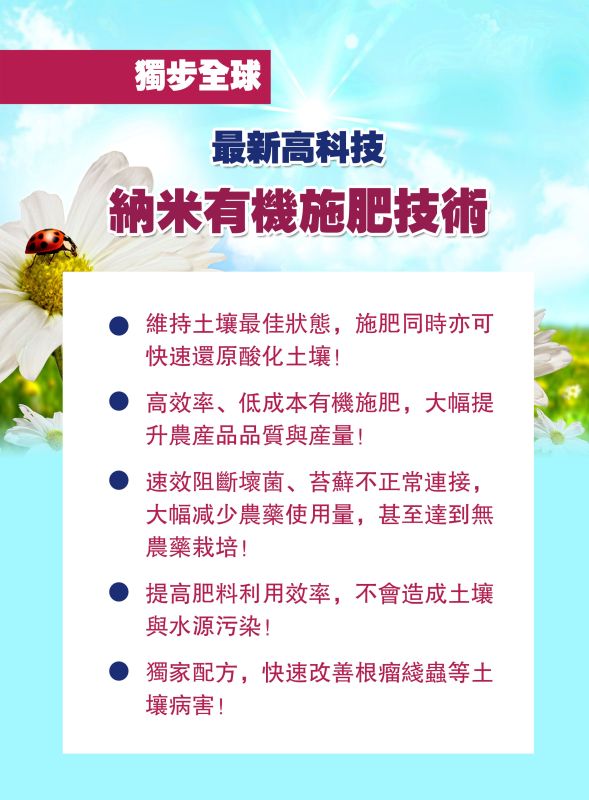 獨步全球
最新高科技
納米有機施肥技術
● 維持土壤最佳狀態，施肥同時亦可
快速還原酸化土壤!
● 高效率、低成本有機施肥，大幅提
升農産品品質與産量!
● 速效阻斷壞菌、苔蘚不正常連接，
大幅減少農藥使用量，甚至達到無
農藥栽培!
● 提高肥料利用效率，不會造成土壤
與水源污染!
● 獨家配方，快速改善根瘤綫蟲等土
壤病害!